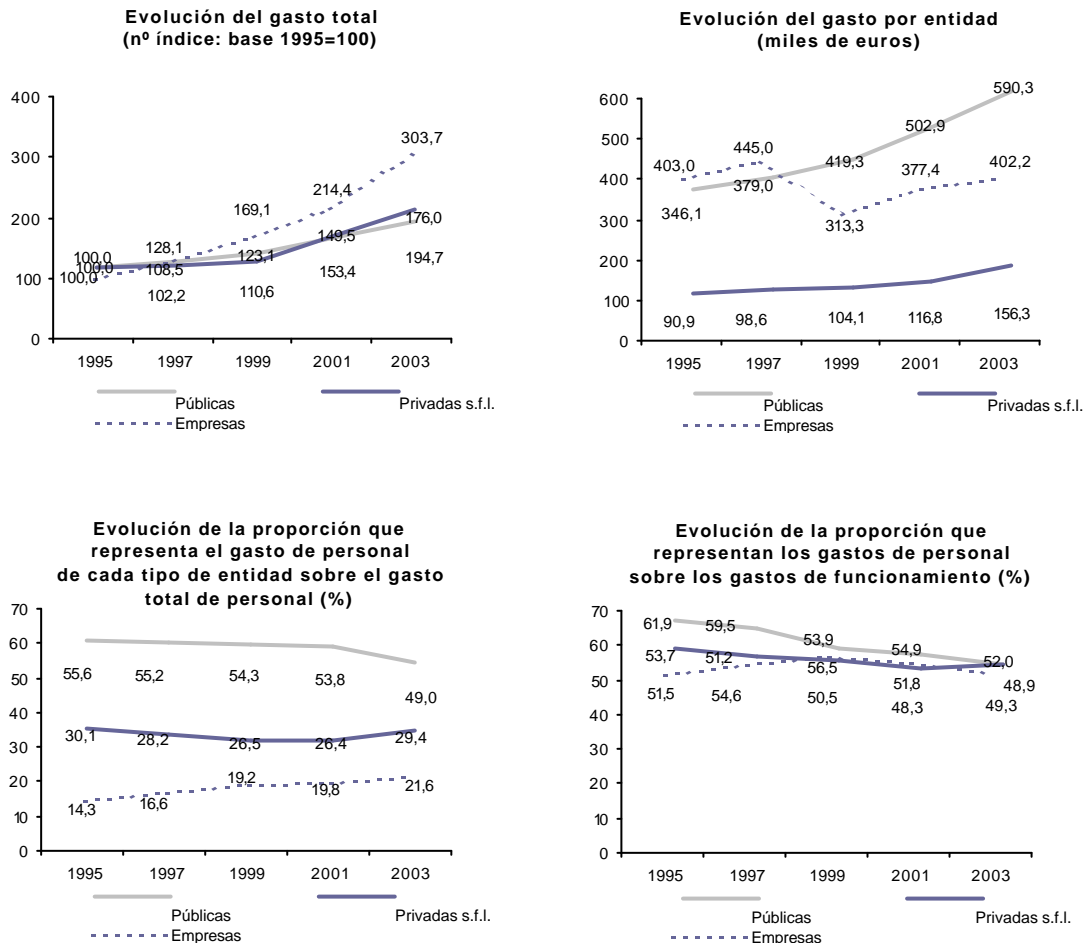 Evolución del gasto total
(nº índice: base 1995=100)
400
300
200
100
0
303,7
214,4
169,1
176,0
128,1
149,5
100,0
123,1
100,0
108,5
100,0
153,4
194,7
102,2
110,6
1995 1997 1999 2001 2003
Públicas
Privadas s.f.l.
Empresas
Evolución del gasto por entidad
(miles de euros)
600
500
400
300
200
100
0
590,3
502,9
445,0
403,0
419,3
377,4
402,2
379,0
346,1
313,3
90,9
98,6
104,1
116,8
156,3
1995 1997 1999 2001 2003
Públicas
Privadas s.f.l.
Empresas
Evolución de la proporción que
representa el gasto de personal
de cada tipo de entidad sobre el gasto
total de personal (%)
70
60
50
40
30
20
10
0
55,6 55,2 54,3 53,8 49,0
30,1 28,2 26,5 26,4 29,4
14,3 16,6 19,2 19,8 21,6
1995 1997 1999 2001 2003
Públicas
Privadas s.f.l.
Empresas
Evolución de la proporción que
representan los gastos de personal
sobre los gastos de funcionamiento (%)
70
60
50
40
30
20
10
0
61,9 59,5 53,9 54,9 52,0
53,7 51,2 56,5 51,8 48,9
51,5 54,6 50,5 48,3 49,3
1995 1997 1999 2001 2003
Públicas
Privadas s.f.l.
Empresas